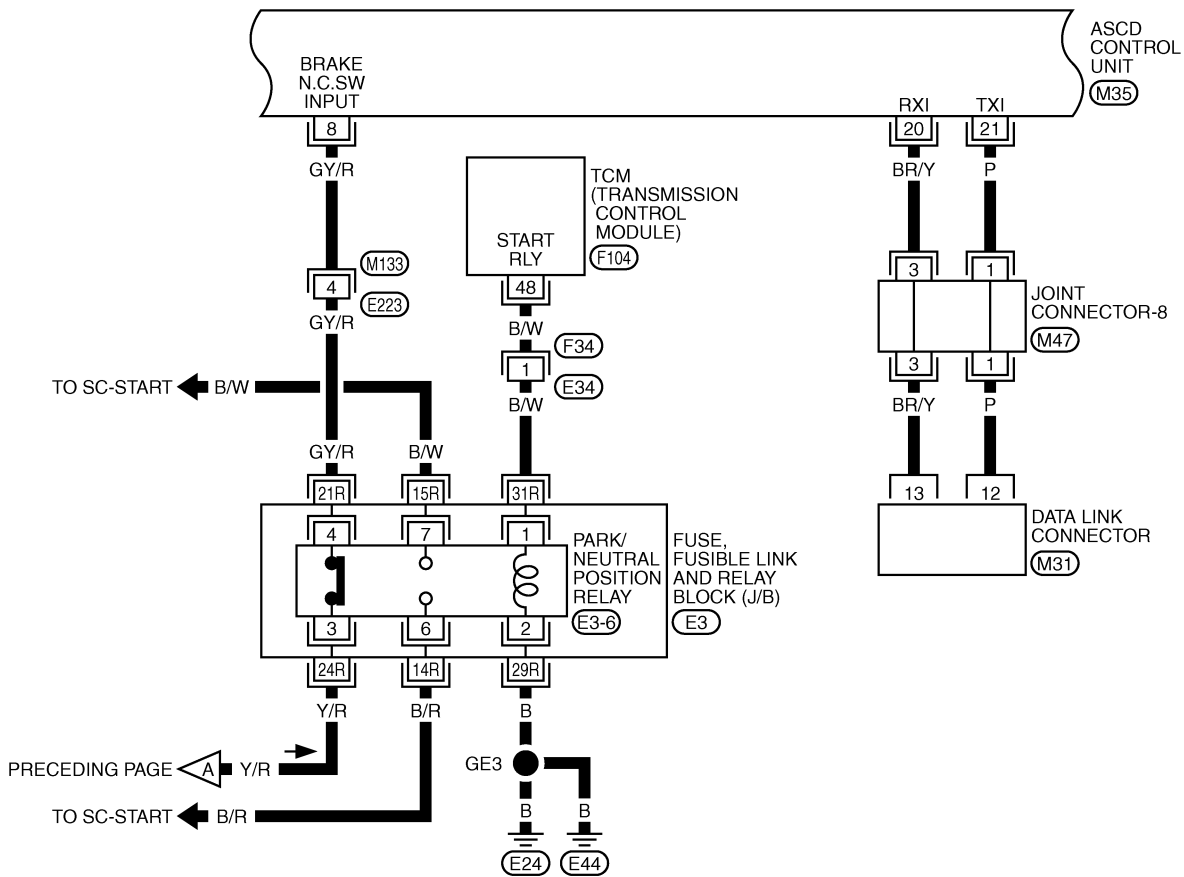 ASCD
CONTROL
UNIT
M35
BRAKE
N.C.SW
INPUT
RXI
TXI
8
20
21
GY/R
BR/Y
P
TCM
(TRANSMISSION
CONTROL
MODULE)
F104
START
RLY
48
M133
4
E223
GY/R
3
1
JOINT
CONNECTOR-8
M47
3
1
B/W
F34
1
E34
B/W
TO SC-START
B/W
BR/Y
P
GY/R
B/W
21R
15R
31R
13
12
DATA LINK
CONNECTOR
M31
4
7
1
PARK/
NEUTRAL
POSITION
RELAY
E3-6
FUSE,
FUSIBLE LINK
AND RELAY
BLOCK (J/B)
E3
3
6
2
24R
14R
29R
Y/R
B/R
B
PRECEDING PAGE
A
Y/R
GE3
TO SC-START
B/R
B
B
E24
E44